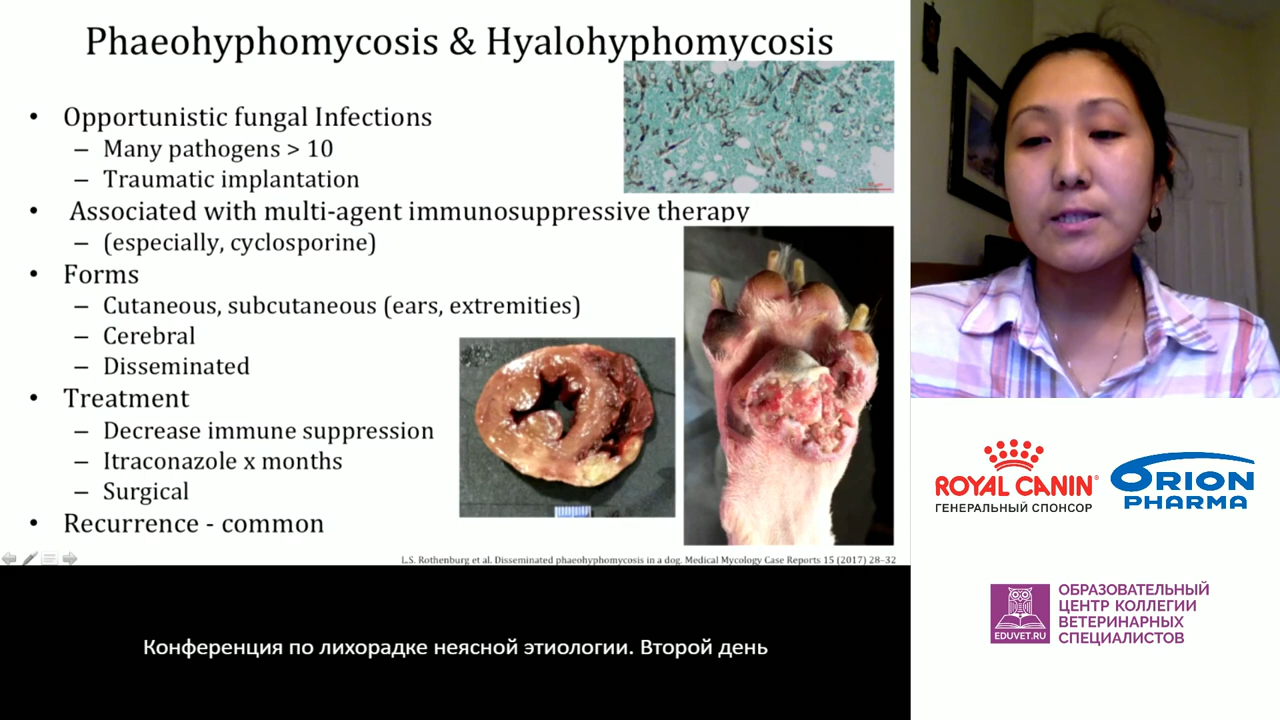 Phaeohyphomycosis & Hyalohyphomycosis
• Opportunistic fungal Infections
– Many pathogens > 10
– Traumatic implantation
• Associated with multi-agent immunosuppressive therapy
– (especially, cyclosporine)
• Forms
– Cutaneous, subcutaneous (ears, extremities)
– Cerebral
– Disseminated
• Treatment
– Decrease immune suppression
– Itraconazole x months
– Surgical
• Recurrence - common
L.S. Rothenburg et al. Disseminated phaeohyphomycosis in a dog. Medical Mycology Case Reports 15 (2017) 28–32
Конференция по лихорадке неясной этиологии. Второй день
ROYAL CANIN®
ГЕНЕРАЛЬНЫЙ СПОНСОР
ORION
PHARMA
EDUVET.RU
ОБРАЗОВАТЕЛЬНЫЙ
ЦЕНТР КОЛЛЕГИИ
ВЕТЕРИНАРНЫХ
СПЕЦИАЛИСТОВ